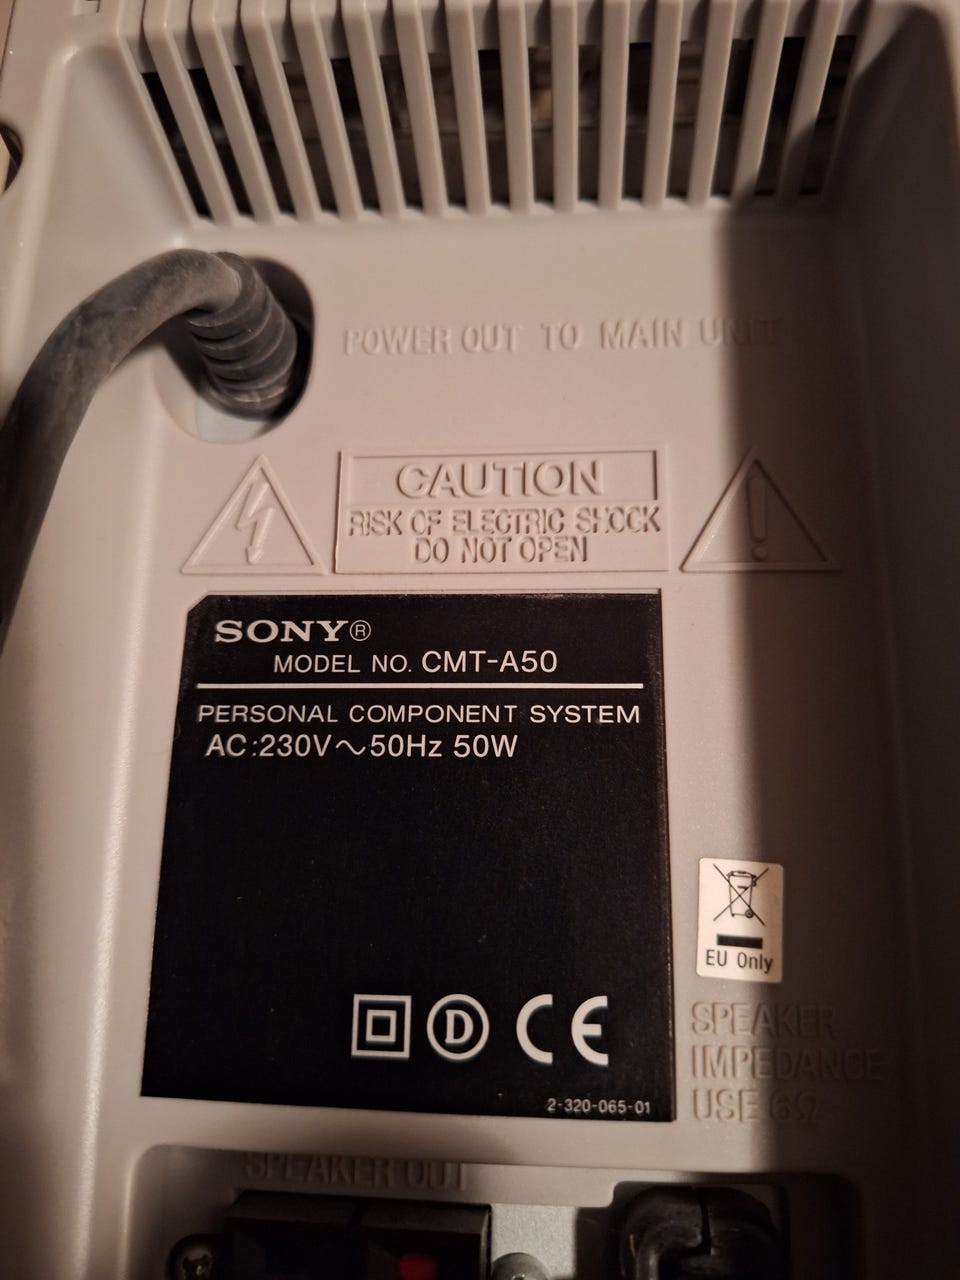 POWER OUT TO MAIN UNIT
CAUTION
RISK OF ELECTRIC SHOCK
DO NOT OPEN
SONY®
MODEL NO. CMT-A50
PERSONAL COMPONENT SYSTEM
AC:230V～50Hz 50W
D
CE
2-320-065-01
EU Only
SPEAKER
IMPEDANCE
USE 6Ω
SPEAKER OUT